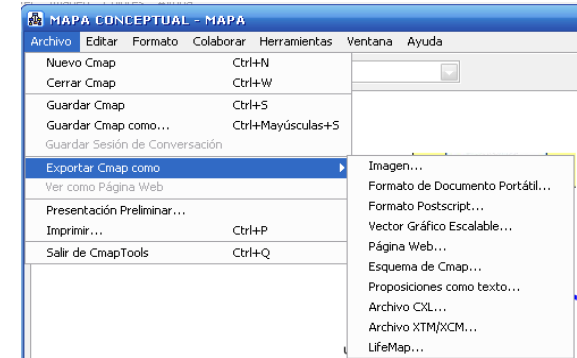 MAPA CONCEPTUAL - MAPA
Archivo Editar Formato Colaborar Herramientas Ventana Ayuda
Nuevo Cmap Ctrl+N
Cerrar Cmap Ctrl+W
Guardar Cmap Ctrl+S
Guardar Cmap como... Ctrl+Mayúsculas+S
Guardar Sesión de Conversación
Exportar Cmap como
Ver como Página Web
Presentación Preliminar...
Imprimir... Ctrl+P
Salir de CmapTools Ctrl+Q
Imagen...
Formato de Documento Portátil...
Formato Postscript...
Vector Gráfico Escalable...
Página Web...
Esquema de Cmap...
Proposiciones como texto...
Archivo CXL...
Archivo XTM/XCM...
LifeMap...